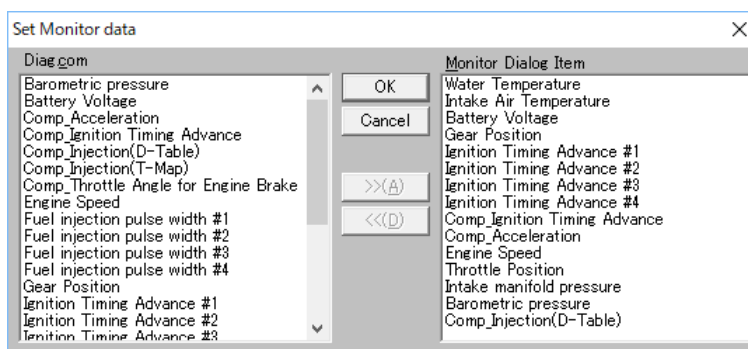 Set Monitor data
Diag.com
Barometric pressure
Battery Voltage
Comp_Acceleration
Comp_Ignition Timing Advance
Comp_Injection(D-Table)
Comp_Injection(T-Map)
Comp_Throttle Angle for Engine Brake
Engine Speed
Fuel injection pulse width #1
Fuel injection pulse width #2
Fuel injection pulse width #3
Fuel injection pulse width #4
Gear Position
Ignition Timing Advance #1
Ignition Timing Advance #2
Ignition Timing Advance #3
OK
Cancel
>>(A)
<<(D)
Monitor Dialog Item
Water Temperature
Intake Air Temperature
Battery Voltage
Gear Position
Ignition Timing Advance #1
Ignition Timing Advance #2
Ignition Timing Advance #3
Ignition Timing Advance #4
Comp_Ignition Timing Advance
Comp_Acceleration
Engine Speed
Throttle Position
Intake manifold pressure
Barometric pressure
Comp_Injection(D-Table)